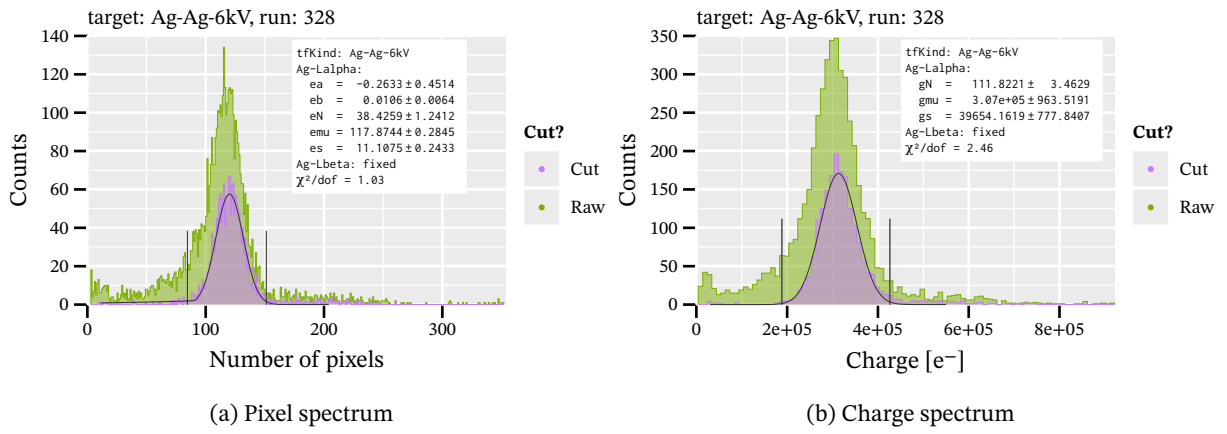 target: Ag-Ag-6kV, run: 328
140
120
100
80
60
40
20
0
Counts
0
100
200
300
Number of pixels
tfKind: Ag-Ag-6kV
Ag-Lalpha:
ea = -0.2633 ± 0.4514
eb = 0.0106 ± 0.0064
eN = 38.4259 ± 1.2412
emu = 117.8744 ± 0.2845
es = 11.1075 ± 0.2433
Ag-Lbeta: fixed
χ²/dof = 1.03
Cut?
Cut
Raw
(a) Pixel spectrum
target: Ag-Ag-6kV, run: 328
350
300
250
200
150
100
50
0
Counts
0
2e+05
4e+05
6e+05
8e+05
Charge [e⁻]
tfKind: Ag-Ag-6kV
Ag-Lalpha:
gN = 111.8221 ± 3.4629
gmu = 3.07e+05 ± 963.5191
gs = 39654.1619 ± 777.8407
Ag-Lbeta: fixed
χ²/dof = 2.46
Cut?
Cut
Raw
(b) Charge spectrum